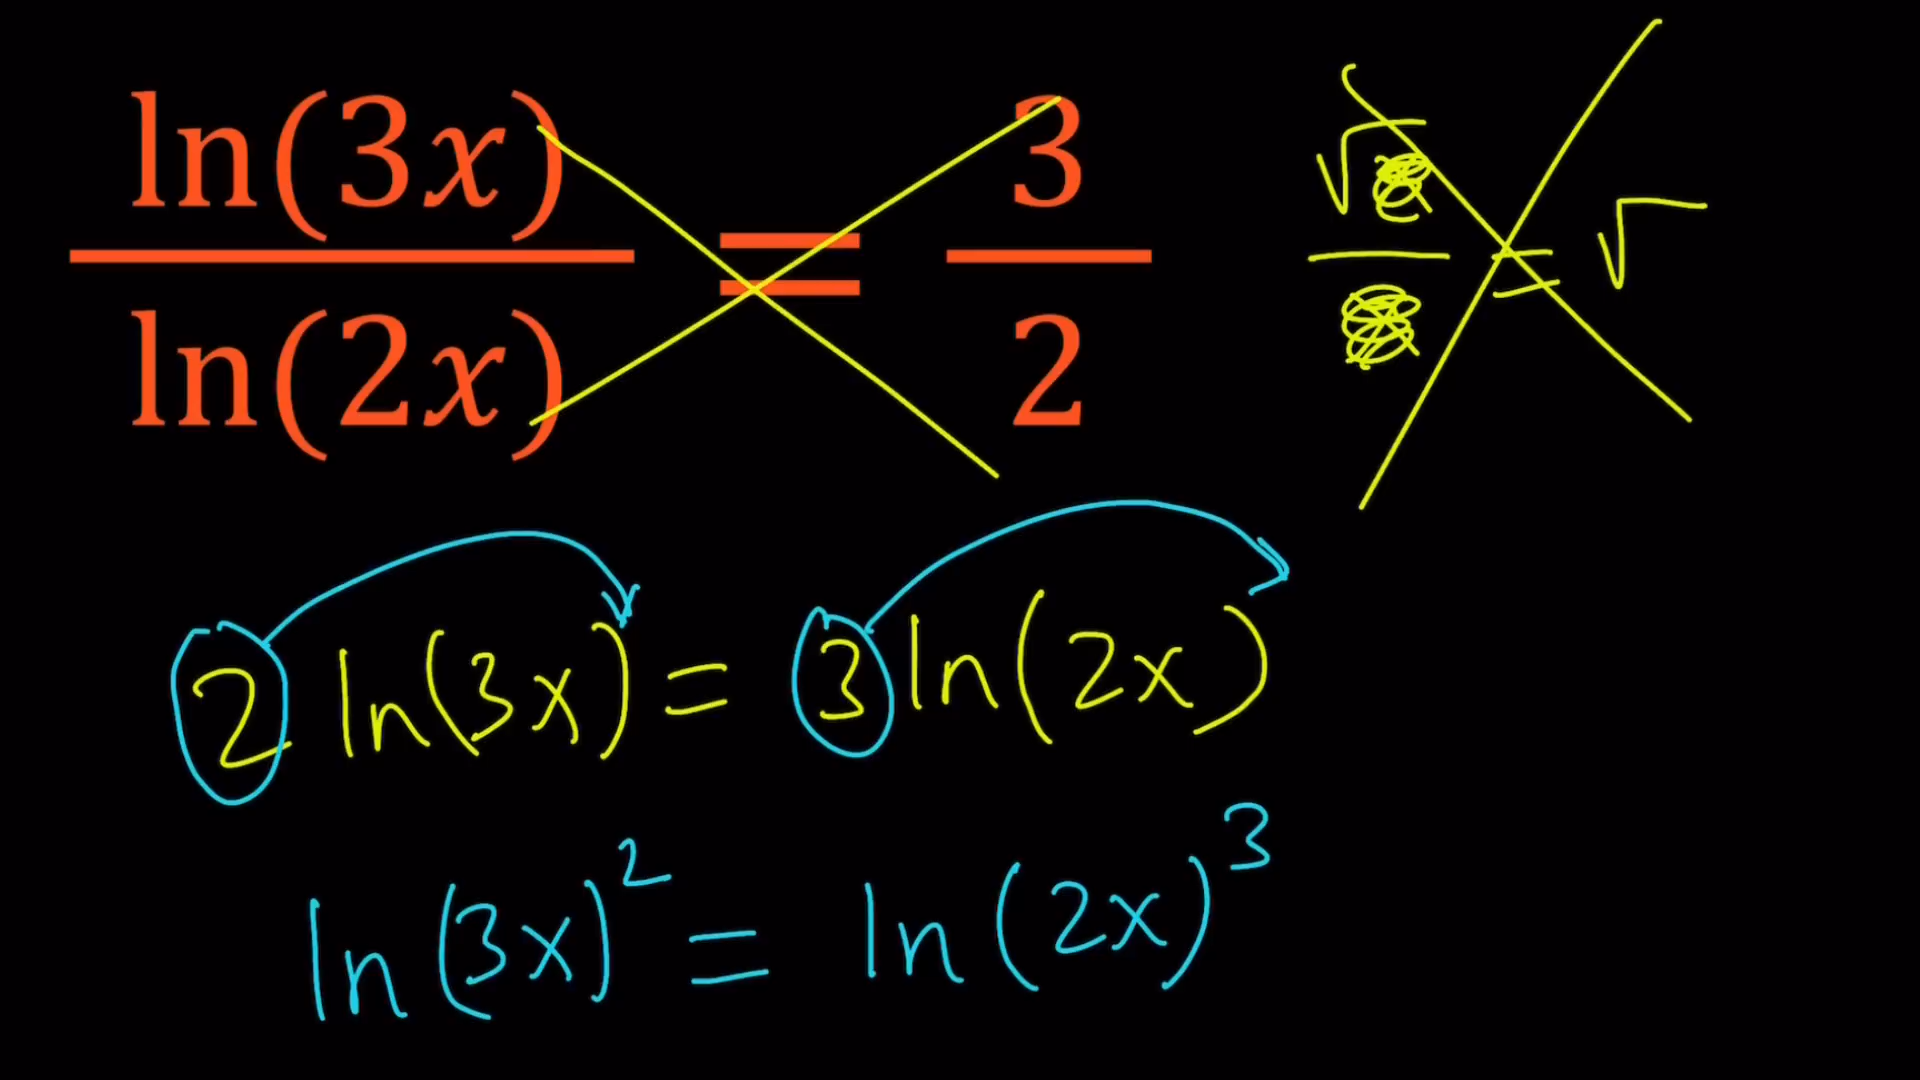 ln(3x) / ln(2x) = 3 / 2
√ = √
2 ln(3x) = 3 ln(2x)
ln(3x)² = ln(2x)³